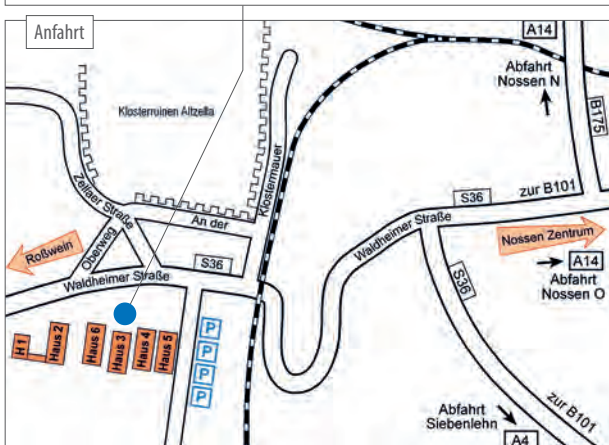 Anfahrt
A14
Abfahrt
Nossen N
B175
Klosterruinen Altzella
Klostermauer
Zellaer Straße
An der
S36
zur B101
Waldheimer Straße
Nossen Zentrum
Roßwein
Oberweg
S36
Waldheimer Straße
A14
Abfahrt
Nossen O
S36
H 1
Haus 2
Haus 6
Haus 3
Haus 4
Haus 5
P
P
P
P
zur B101
Abfahrt
Siebenlehn
A4